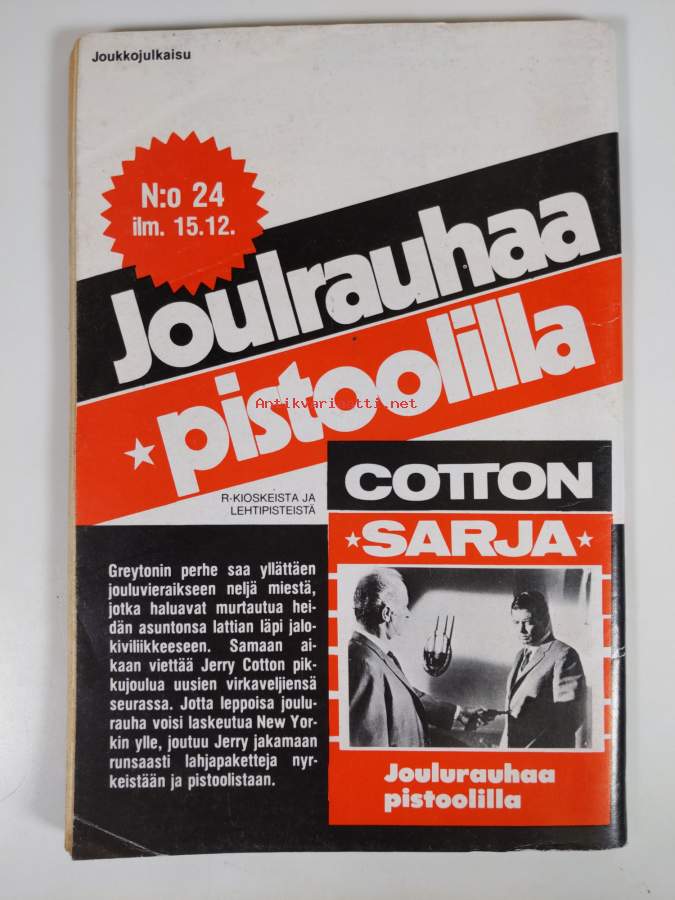 Joukkojulkaisu
N:o 24
ilm. 15.12.
Joulrauhaa
pistoolilla
Antikvariaatti.net
R-KIOSKEISTA JA
LEHTIPISTEISTÄ
COTTON
SARJA
Greytonin perhe saa yllättäen
jouluvieraikseen neljä miestä,
jotka haluavat murtautua hei-
dän asuntonsa lattian läpi jalo-
kiviliikkeeseen. Samaan ai-
kaan viettää Jerry Cotton pik-
kujoulua uusien virkaveljiensä
seurassa. Jotta leppoisa joulu-
rauha voisi laskeutua New Yor-
kin ylle, joutuu Jerry jakamaan
runsaasti lahjapaketteja nyr-
keistään ja pistoolistaan.
Joulurauhaa
pistoolilla